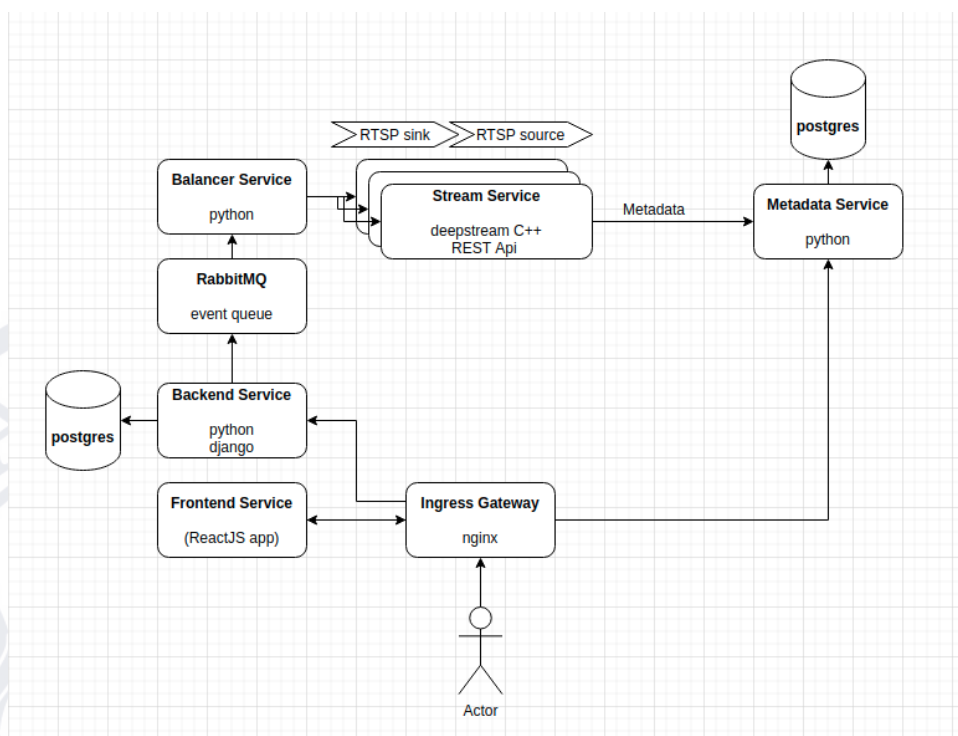 postgres
RTSP sink
RTSP source
Balancer Service
python
Stream Service
deepstream C++
REST Api
Metadata
Metadata Service
python
RabbitMQ
event queue
Backend Service
python
django
postgres
Frontend Service
(ReactJS app)
Ingress Gateway
nginx
Actor